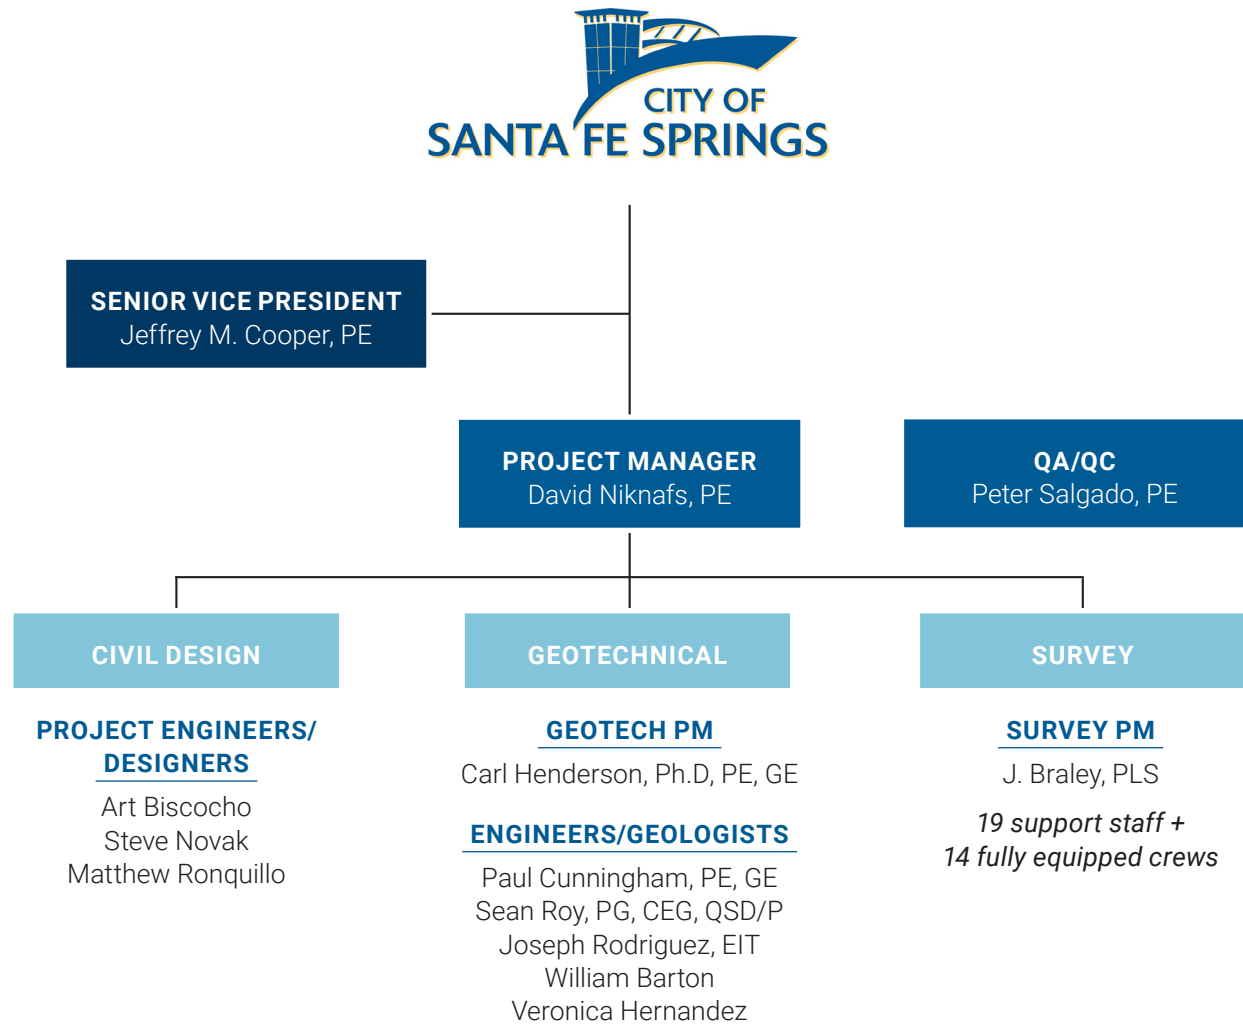 CITY OF
SANTA FE SPRINGS
SENIOR VICE PRESIDENT
Jeffrey M. Cooper, PE
PROJECT MANAGER
David Niknafs, PE
QA/QC
Peter Salgado, PE
CIVIL DESIGN
PROJECT ENGINEERS/
DESIGNERS
Art Biscocho
Steve Novak
Matthew Ronquillo
GEOTECHNICAL
GEOTECH PM
Carl Henderson, Ph.D, PE, GE
ENGINEERS/GEOLOGISTS
Paul Cunningham, PE, GE
Sean Roy, PG, CEG, QSD/P
Joseph Rodriguez, EIT
William Barton
Veronica Hernandez
SURVEY
SURVEY PM
J. Braley, PLS
19 support staff +
14 fully equipped crews